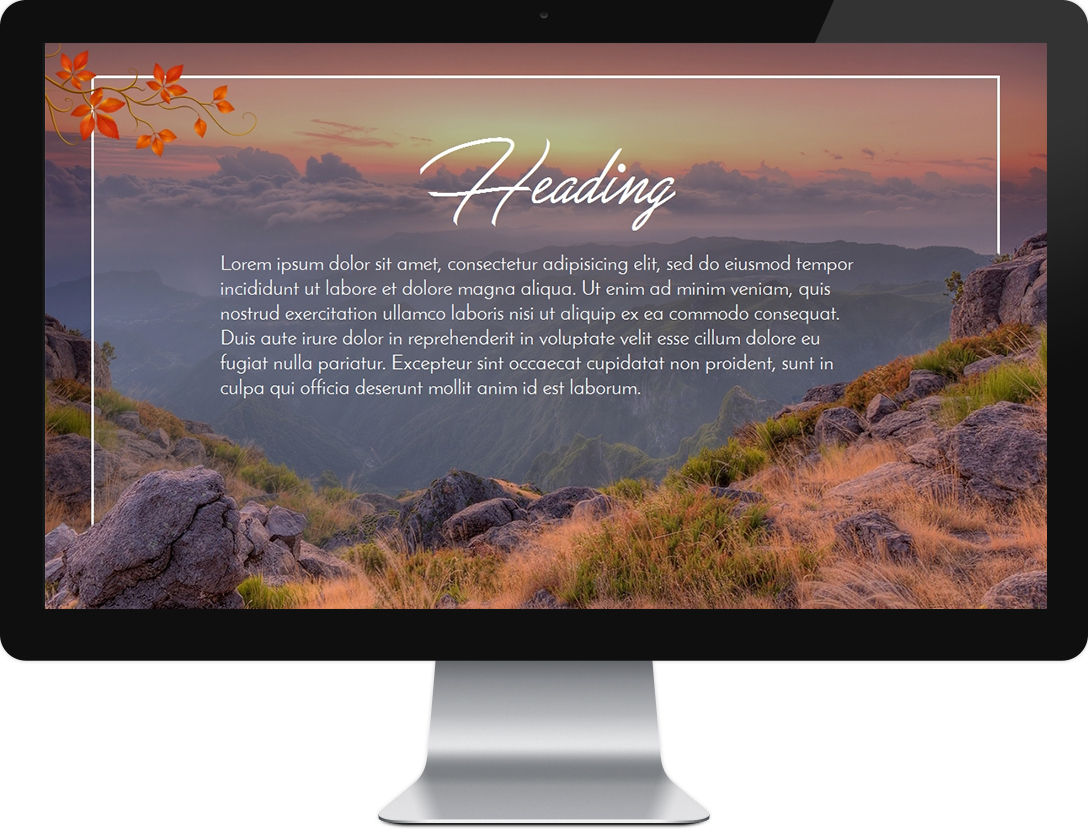 Heading
Lorem ipsum dolor sit amet, consectetur adipisicing elit, sed do eiusmod tempor
incididunt ut labore et dolore magna aliqua. Ut enim ad minim veniam, quis
nostrud exercitation ullamco laboris nisi ut aliquip ex ea commodo consequat.
Duis aute irure dolor in reprehenderit in voluptate velit esse cillum dolore eu
fugiat nulla pariatur. Excepteur sint occaecat cupidatat non proident, sunt in
culpa qui officia deserunt mollit anim id est laborum.